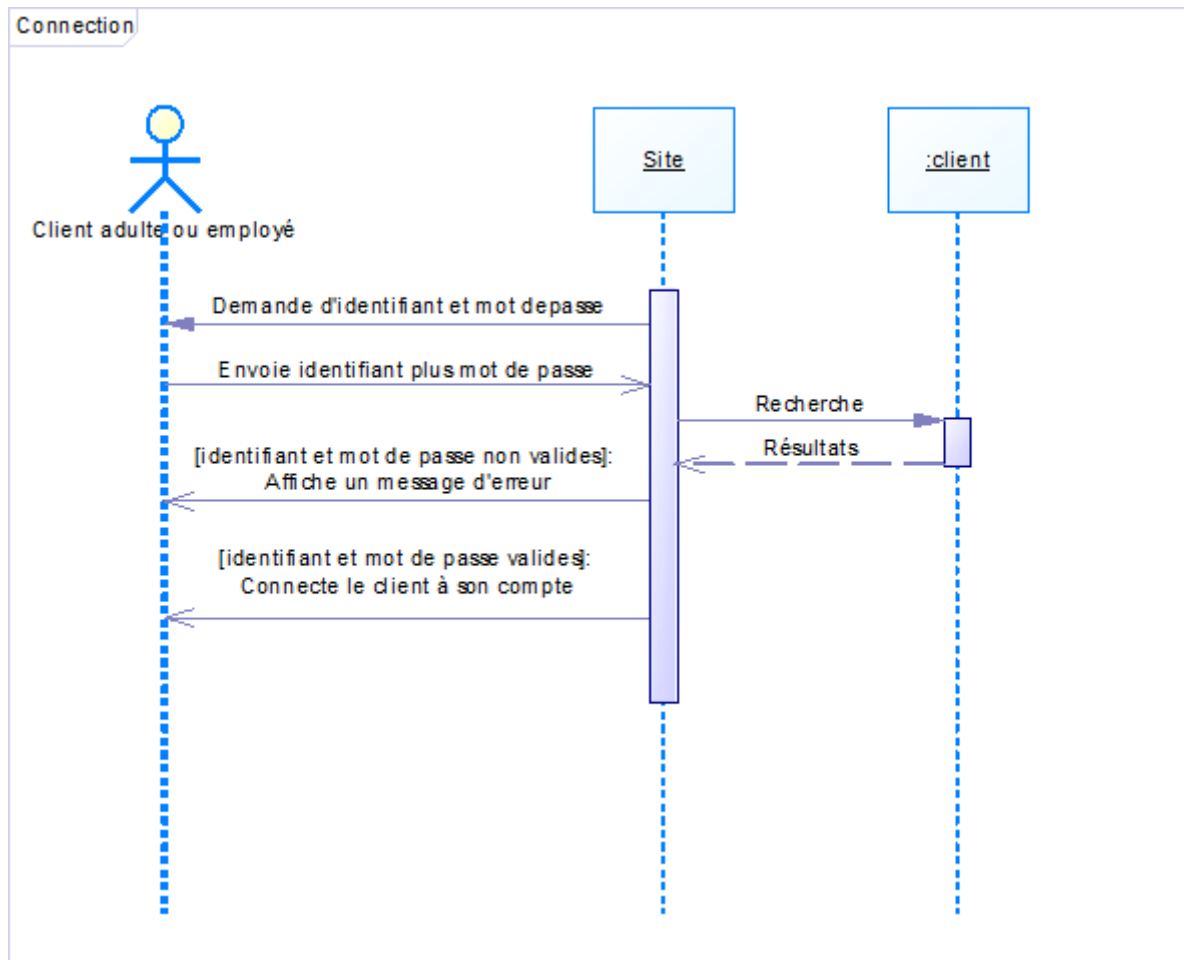 Connection
Site
:client
Client adulte ou employé
Demande d'identifiant et mot depasse
Envoie identifiant plus mot de passe
Recherche
Résultats
[identifiant et mot de passe non valides]:
Affiche un message d'erreur
[identifiant et mot de passe valides]:
Connecte le client à son compte